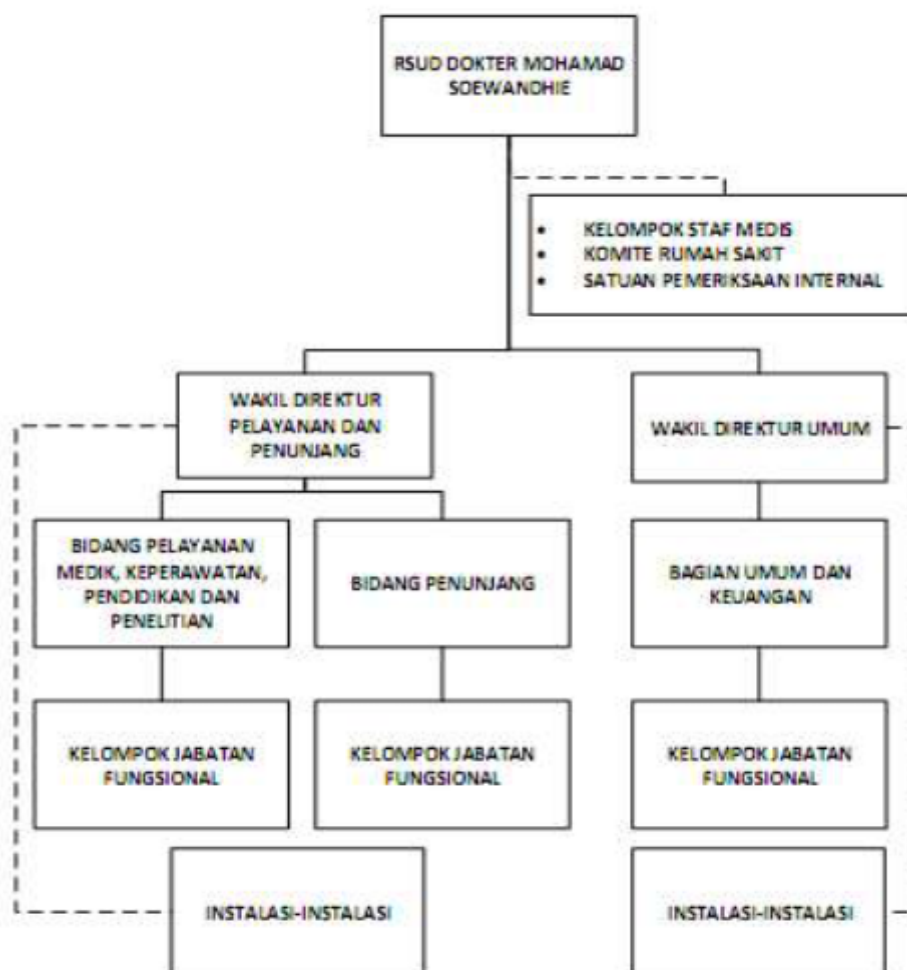 RSUD DOKTER MOHAMAD
SOEWANDHIE
• KELOMPOK STAF MEDIS
• KOMITE RUMAH SAKIT
• SATUAN PEMERIKSAAN INTERNAL
WAKIL DIREKTUR
PELAYANAN DAN
PENUNJANG
WAKIL DIREKTUR UMUM
BIDANG PELAYANAN
MEDIK, KEPERAWATAN,
PENDIDIKAN DAN
PENELITIAN
BIDANG PENUNJANG
BAGIAN UMUM DAN
KEUANGAN
KELOMPOK JABATAN
FUNGSIONAL
KELOMPOK JABATAN
FUNGSIONAL
KELOMPOK JABATAN
FUNGSIONAL
INSTALASI-INSTALASI
INSTALASI-INSTALASI